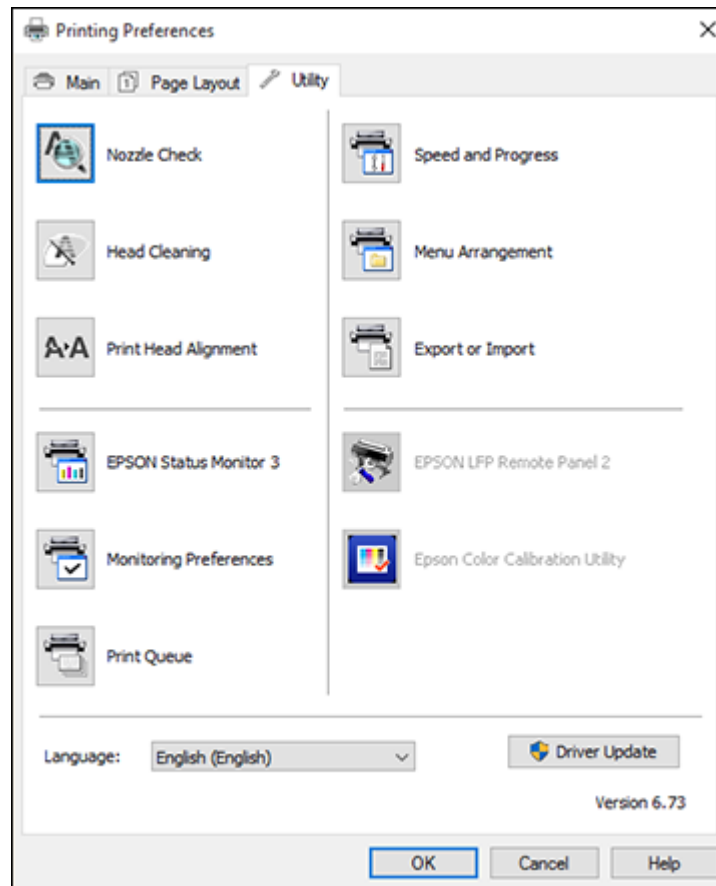 Printing Preferences
Main
Page Layout
Utility
Nozzle Check
Speed and Progress
Head Cleaning
Menu Arrangement
Print Head Alignment
Export or Import
EPSON Status Monitor 3
EPSON LFP Remote Panel 2
Monitoring Preferences
Epson Color Calibration Utility
Print Queue
Language:
English (English)
Driver Update
Version 6.73
OK
Cancel
Help